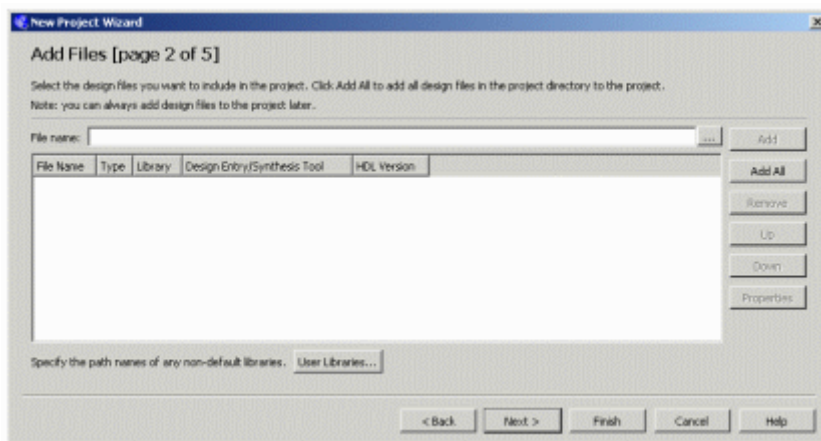 New Project Wizard
Add Files [page 2 of 5]
Select the design files you want to include in the project. Click Add All to add all design files in the project directory to the project.
Note: you can always add design files to the project later.
File name: ... Add
File Name Type Library Design Entry/Synthesis Tool HDL Version
Add All
Remove
Up
Down
Properties
Specify the path names of any non-default libraries. User Libraries...
< Back Next > Finish Cancel Help